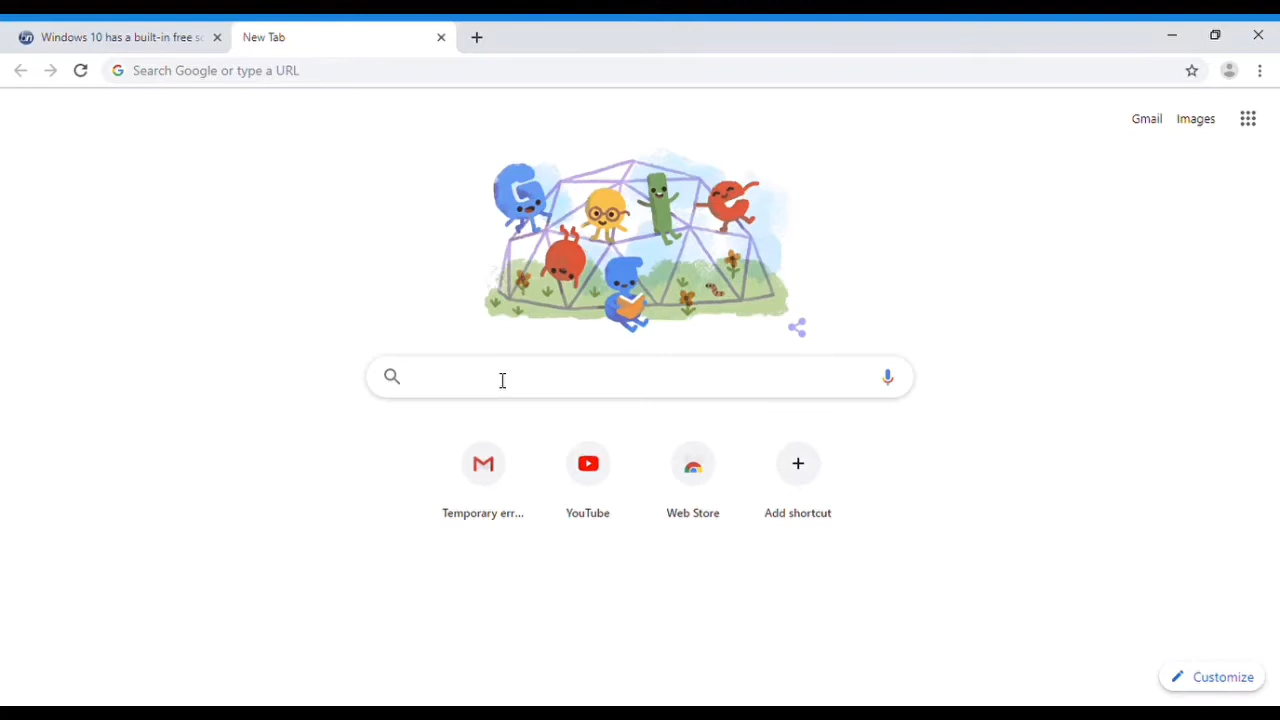 Windows 10 has a built-in free sc
New Tab
Search Google or type a URL
Gmail
Images
Temporary err...
YouTube
Web Store
Add shortcut
Customize